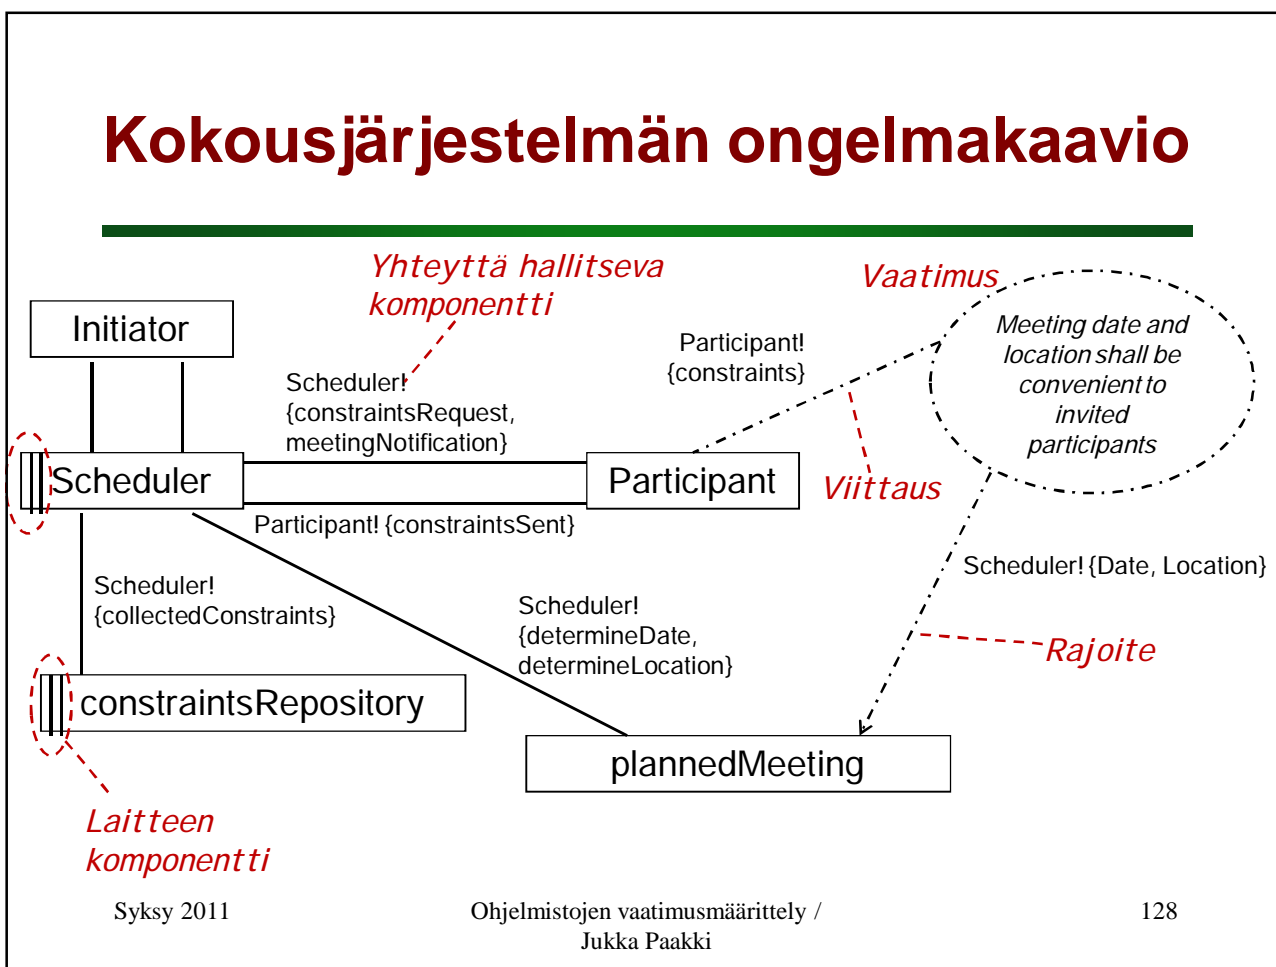 Kokousjärjestelmän ongelmakaavio
Yhteyttä hallitseva
komponentti
Vaatimus
Initiator
Meeting date and
location shall be
convenient to
invited
participants
Participant!
{constraints}
Scheduler!
{constraintsRequest,
meetingNotification}
Scheduler
Participant
Viittaus
Participant! {constraintsSent}
Scheduler! {Date, Location}
Scheduler!
{collectedConstraints}
Scheduler!
{determineDate,
determineLocation}
Rajoite
constraintsRepository
plannedMeeting
Laitteen
komponentti
Syksy 2011
Ohjelmistojen vaatimusmäärittely /
Jukka Paakki
128